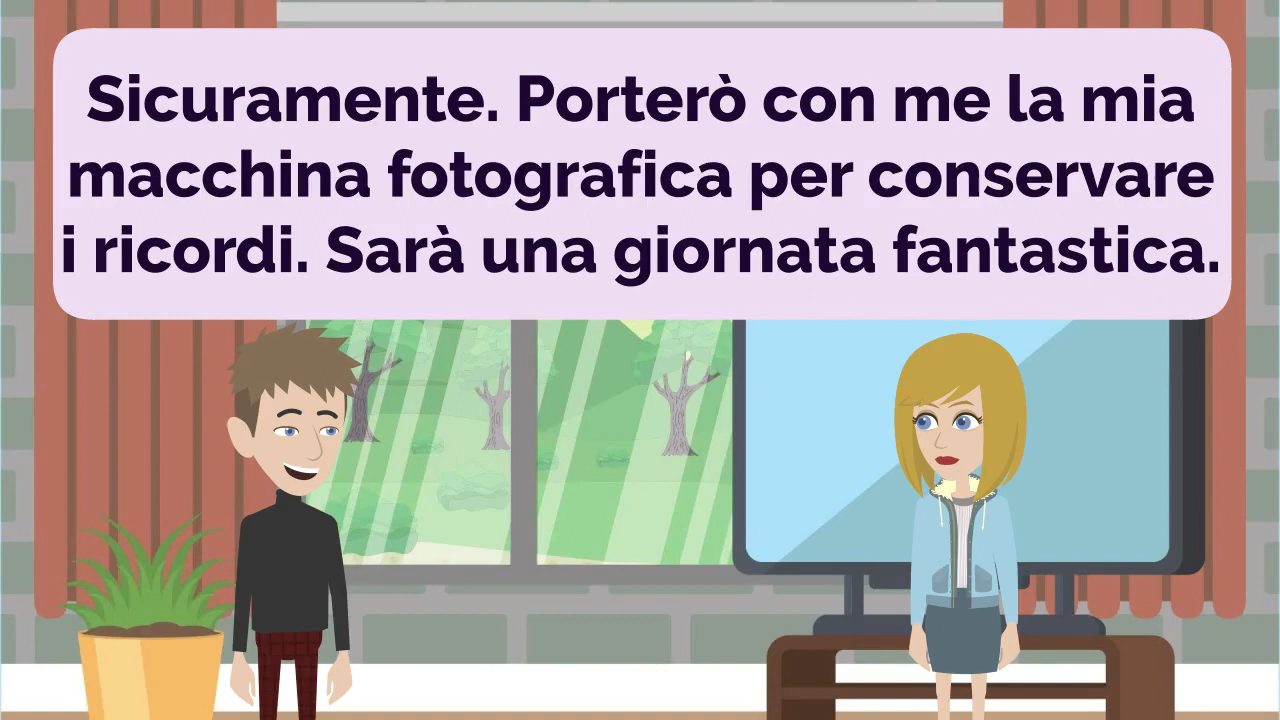 Sicuramente. Porterò con me la mia
macchina fotografica per conservare
i ricordi. Sarà una giornata fantastica.